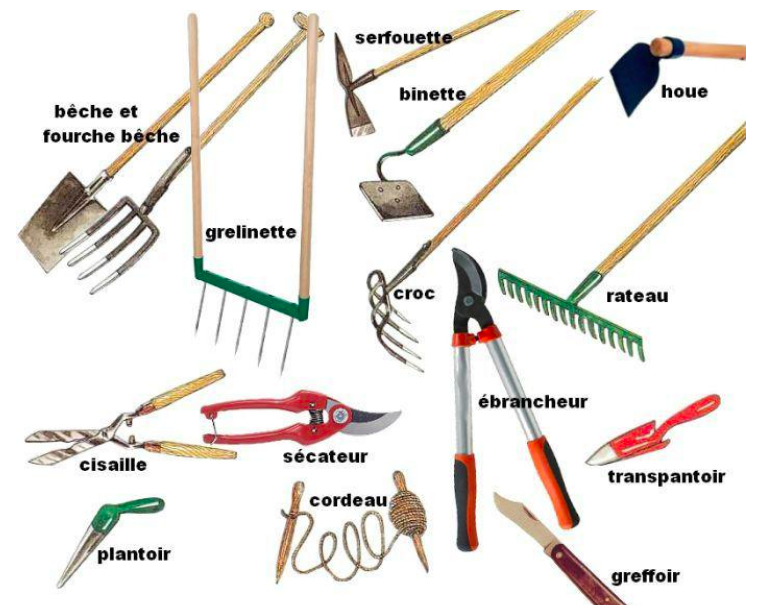 serfouette
binette
houe
bêche et
fourche bêche
grelinette
croc
rateau
ébrancheur
cisaille
sécateur
transpantoir
cordeau
plantoir
greffoir